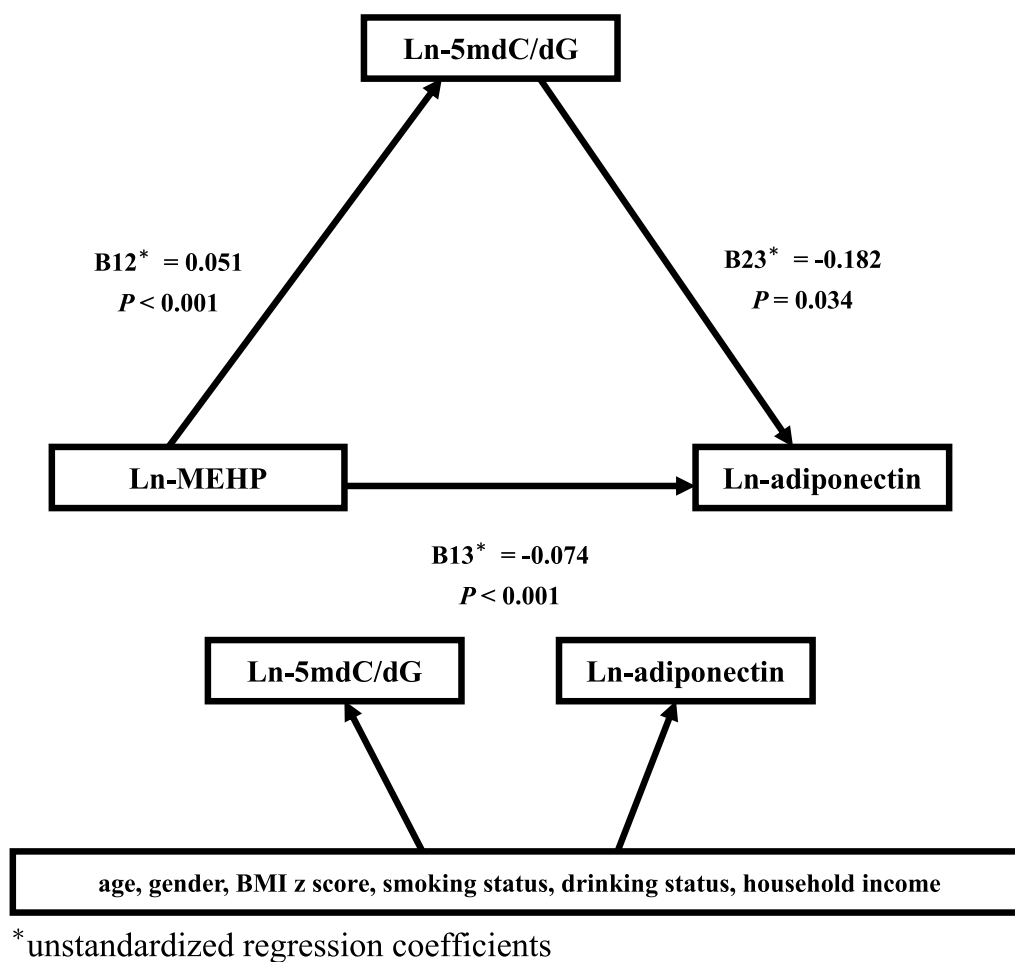 Ln-5mdC/dG
B12* = 0.051
P < 0.001
B23* = -0.182
P = 0.034
Ln-MEHP
Ln-adiponectin
B13* = -0.074
P < 0.001
Ln-5mdC/dG
Ln-adiponectin
age, gender, BMI z score, smoking status, drinking status, household income
*unstandardized regression coefficients